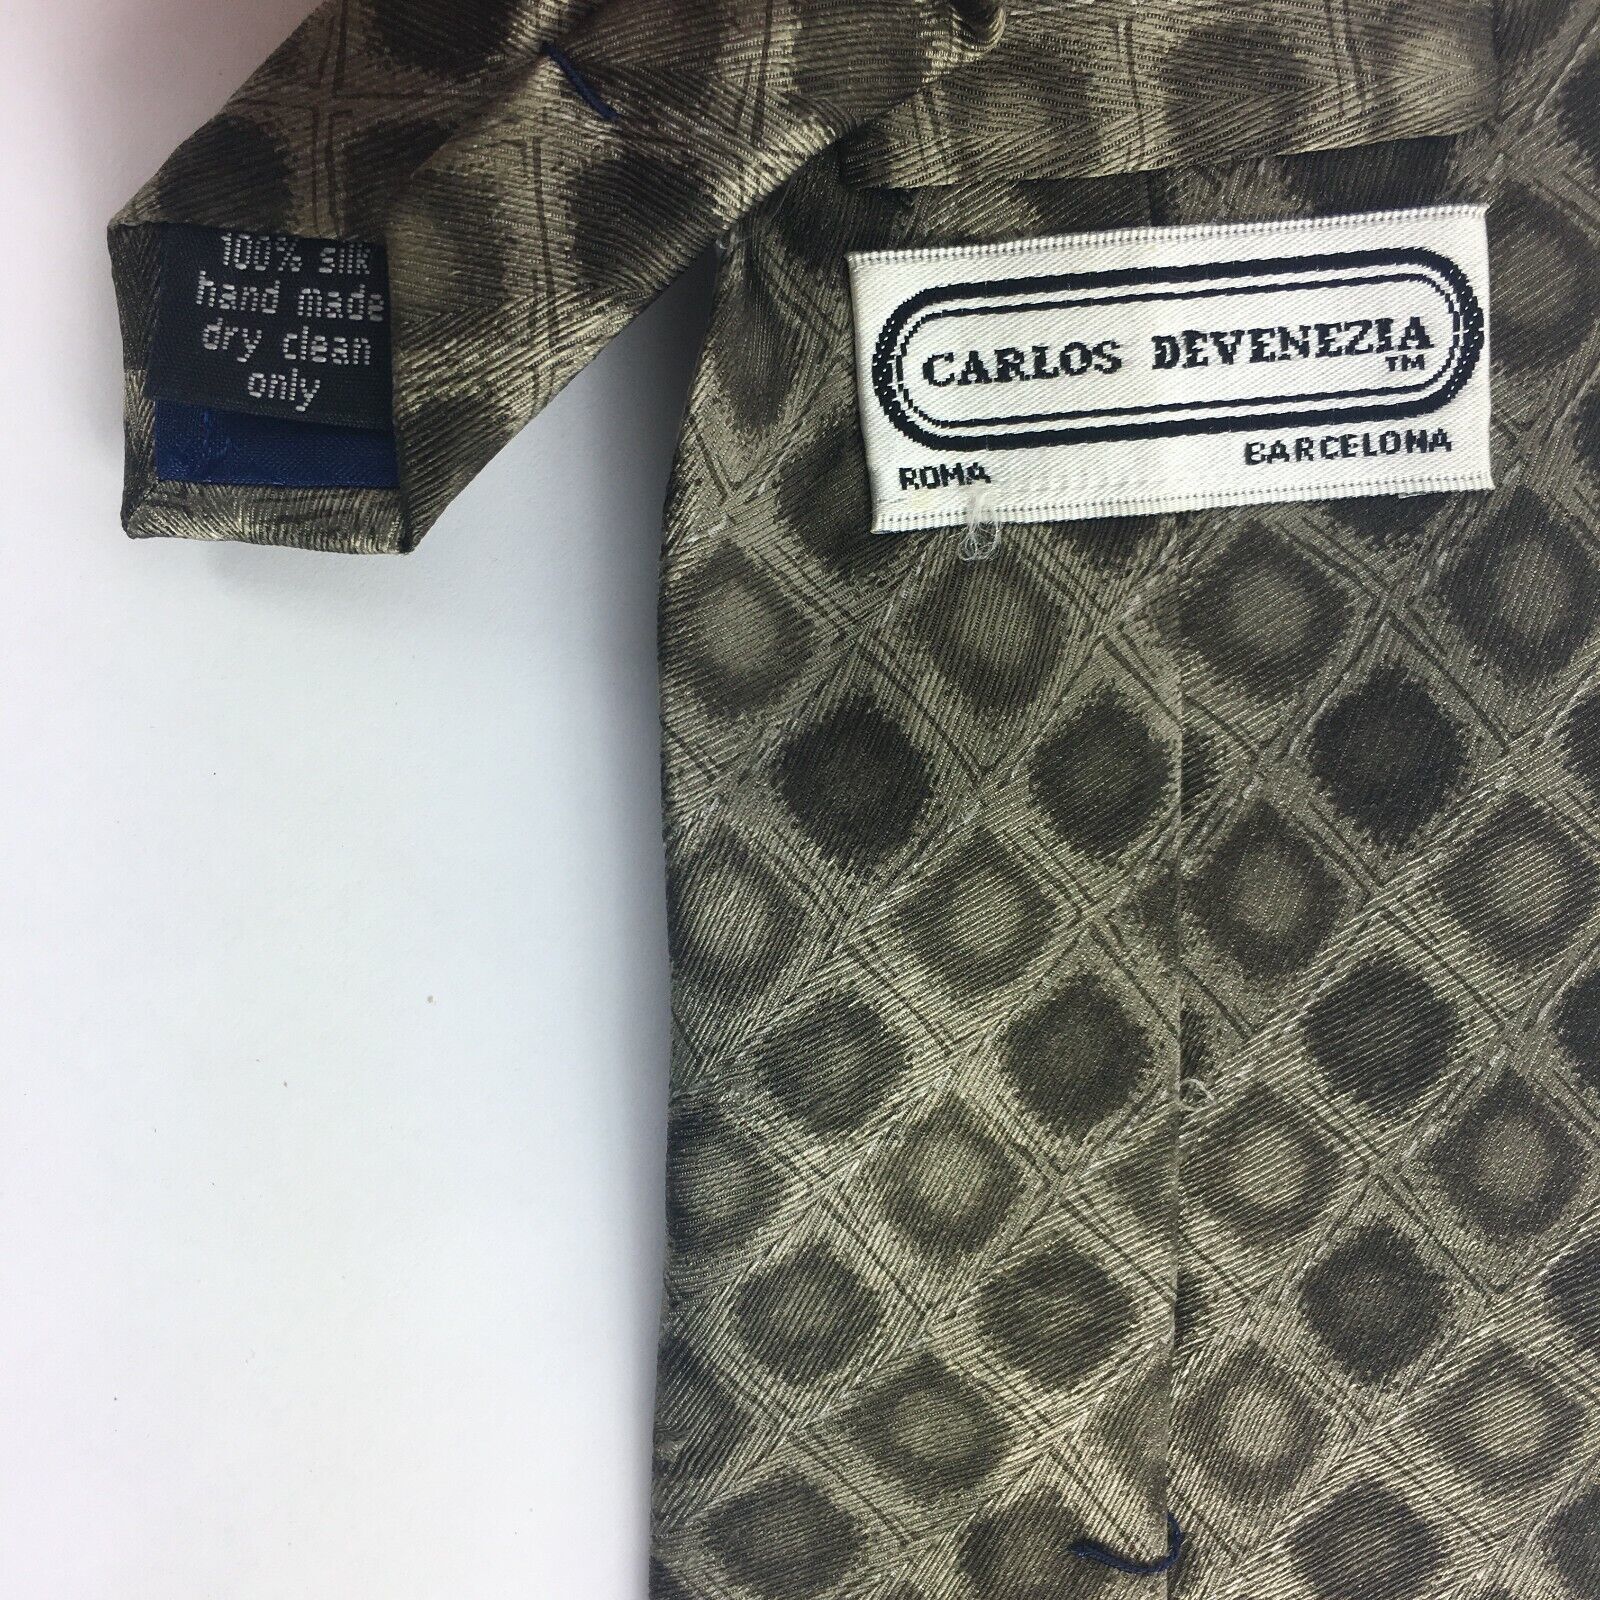 100% silk
hand made
dry clean
only
CARLOS DEVENEZIA
TM
ROMA BARCELONA